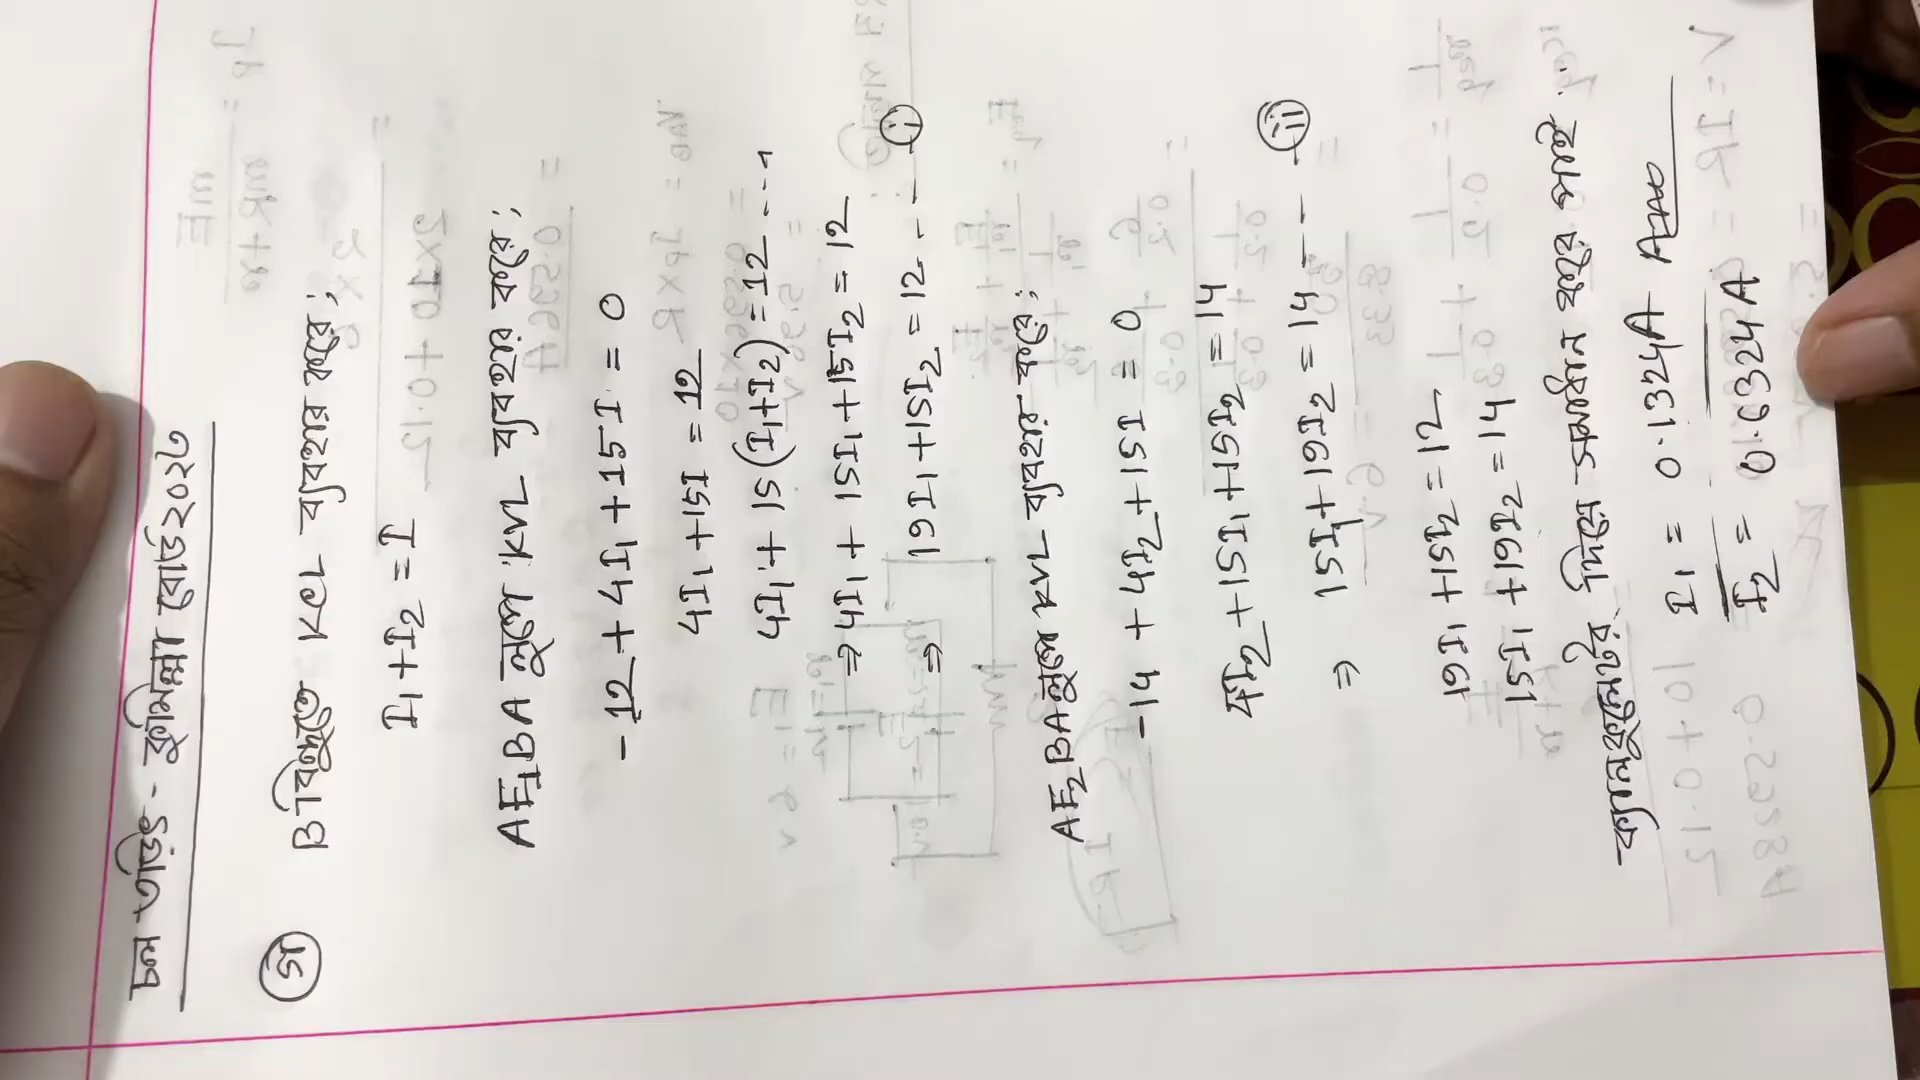 চল তড়িৎ - কুমিল্লা বোর্ড ২০২৩
গ
B বিন্দুতে KCL ব্যবহার করি;
I₁ + I₂ = I
AE₁BA লুপে KVL ব্যবহার করি;
-12 + 4I₁ + 15I = 0
4I₁ + 15I = 12
4I₁ + 15(I₁+I₂) = 12 ....
⇒ 4I₁ + 15I₁ + 15I₂ = 12
⇒ 19I₁ + 15I₂ = 12 - - - (i)
AE₂BA লুপে KVL ব্যবহার করি;
-14 + 4I₂ + 15I = 0
4I₂ + 15I₁ + 15I₂ = 14
⇒ 15I₁ + 19I₂ = 14 - - - (ii)
19I₁ + 15I₂ = 12
15I₁ + 19I₂ = 14
ক্যালকুলেটরে দুটি সমাধান করে পাই,
I₁ = 0.1324A Ans
I₂ = 0.6324A